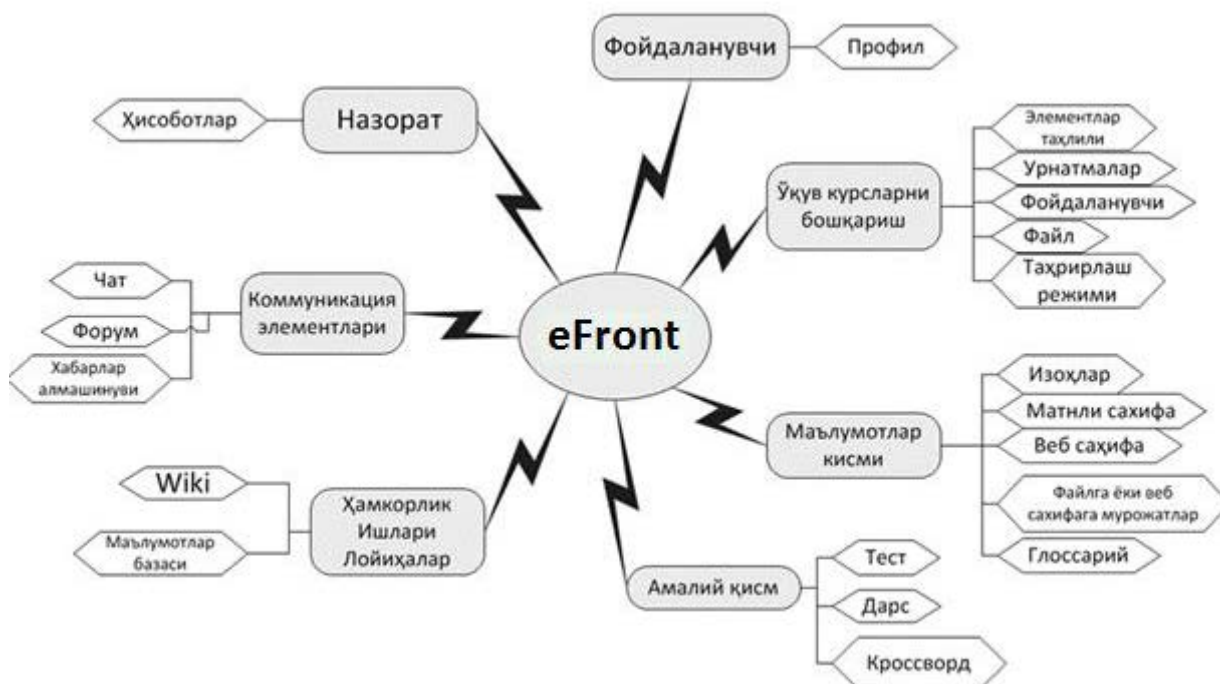 Фойдаланувчи
Профил
Ҳисоботлар
Назорат
Ўқув курсларни
бошқариш
Элементлар
таҳлили
Урнатмалар
Фойдаланувчи
Файл
Таҳрирлаш
режими
Чат
Форум
Хабарлар
алмашинуви
Коммуникация
элементлари
eFront
Маълумотлар
кисми
Изоҳлар
Матнли сахифа
Веб саҳифа
Файлга ёки веб
сахифага мурожатлар
Глоссарий
Wiki
Маълумотлар
базаси
Ҳамкорлик
Ишлари
Лойиҳалар
Амалий қисм
Тест
Дарс
Кроссворд